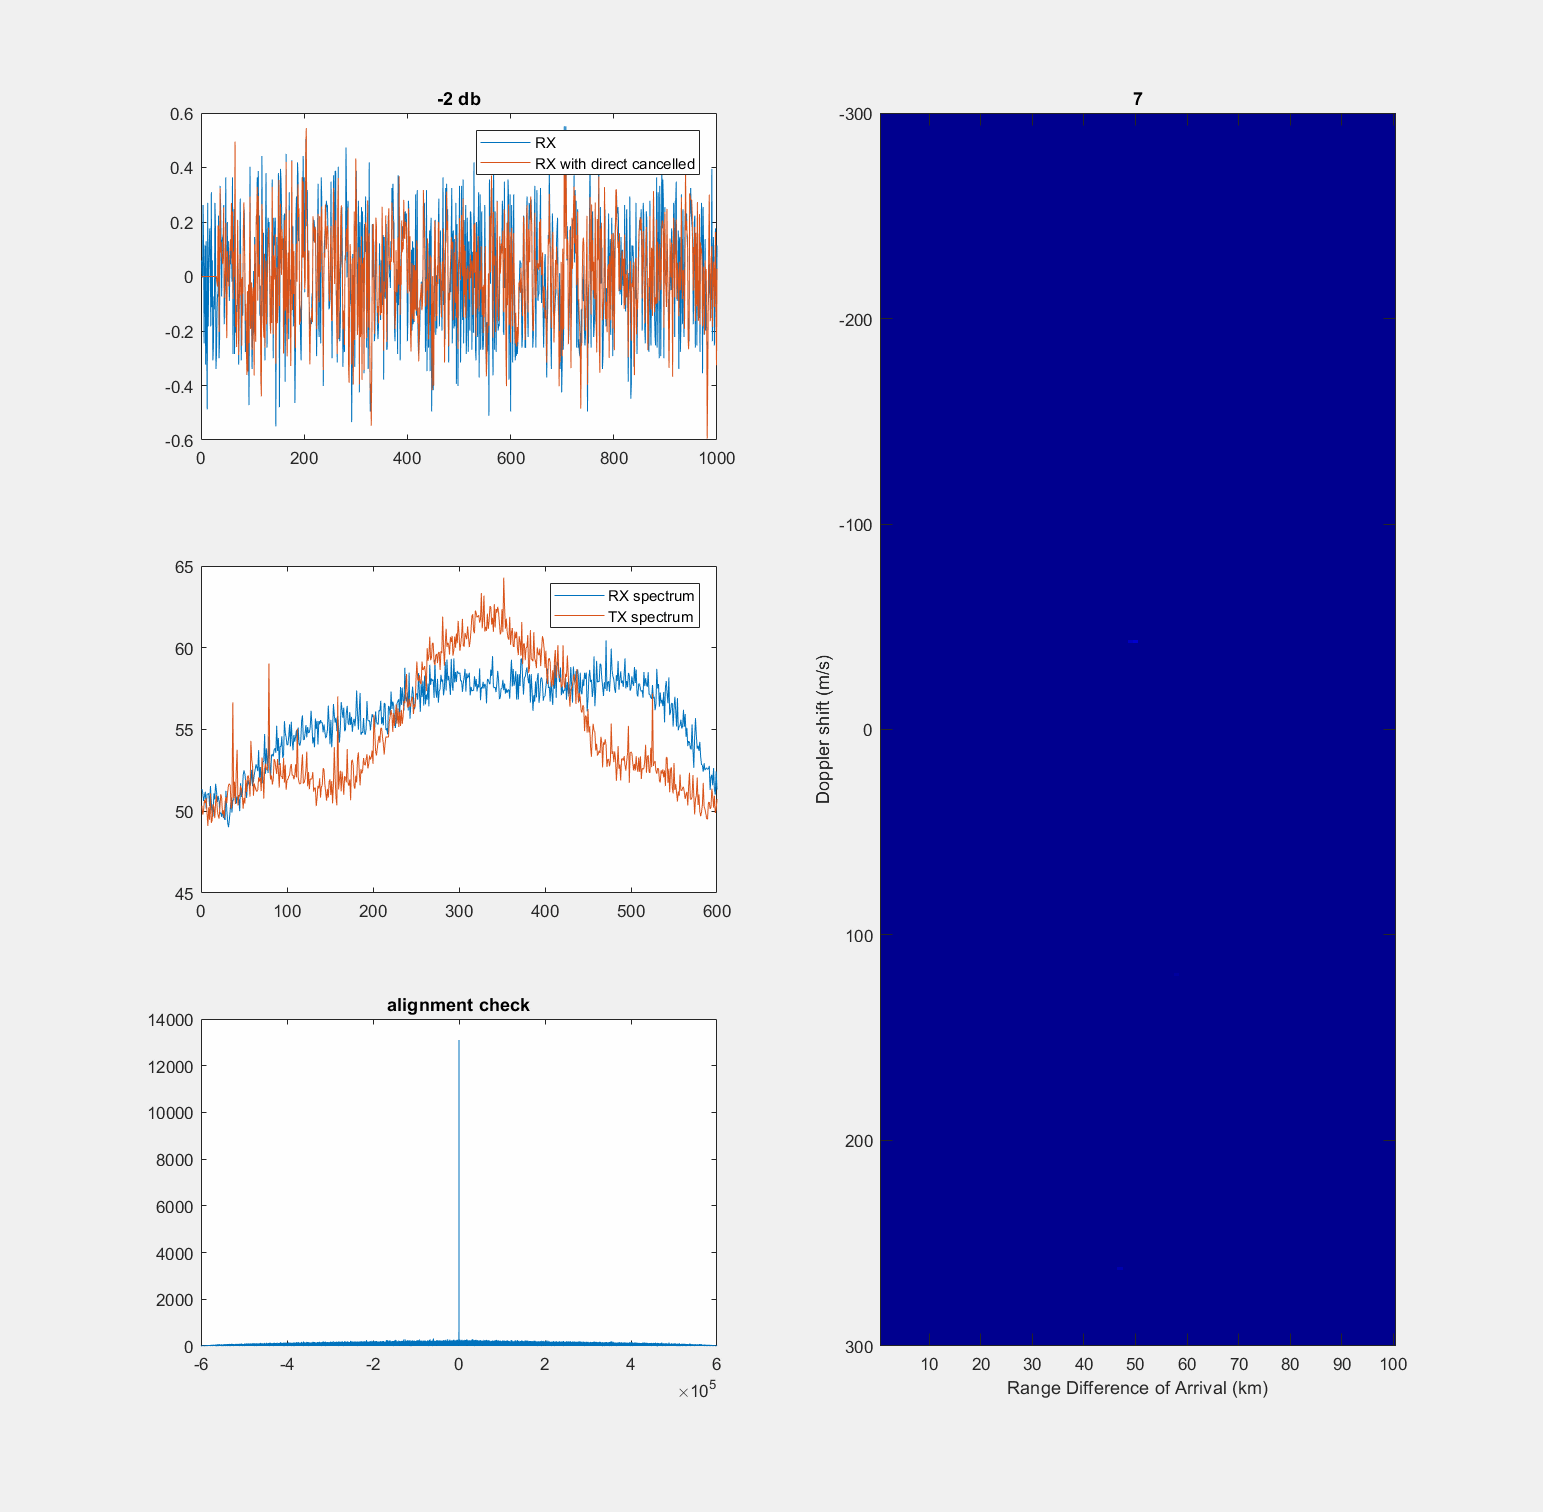 -2 db
0.6
0.4
0.2
0
-0.2
-0.4
-0.6
0 200 400 600 800 1000
RX
RX with direct cancelled
65
60
55
50
45
0 100 200 300 400 500 600
RX spectrum
TX spectrum
alignment check
14000
12000
10000
8000
6000
4000
2000
0
-6 -4 -2 0 2 4 6
×10^5
7
-300
-200
-100
0
100
200
300
Doppler shift (m/s)
10 20 30 40 50 60 70 80 90 100
Range Difference of Arrival (km)